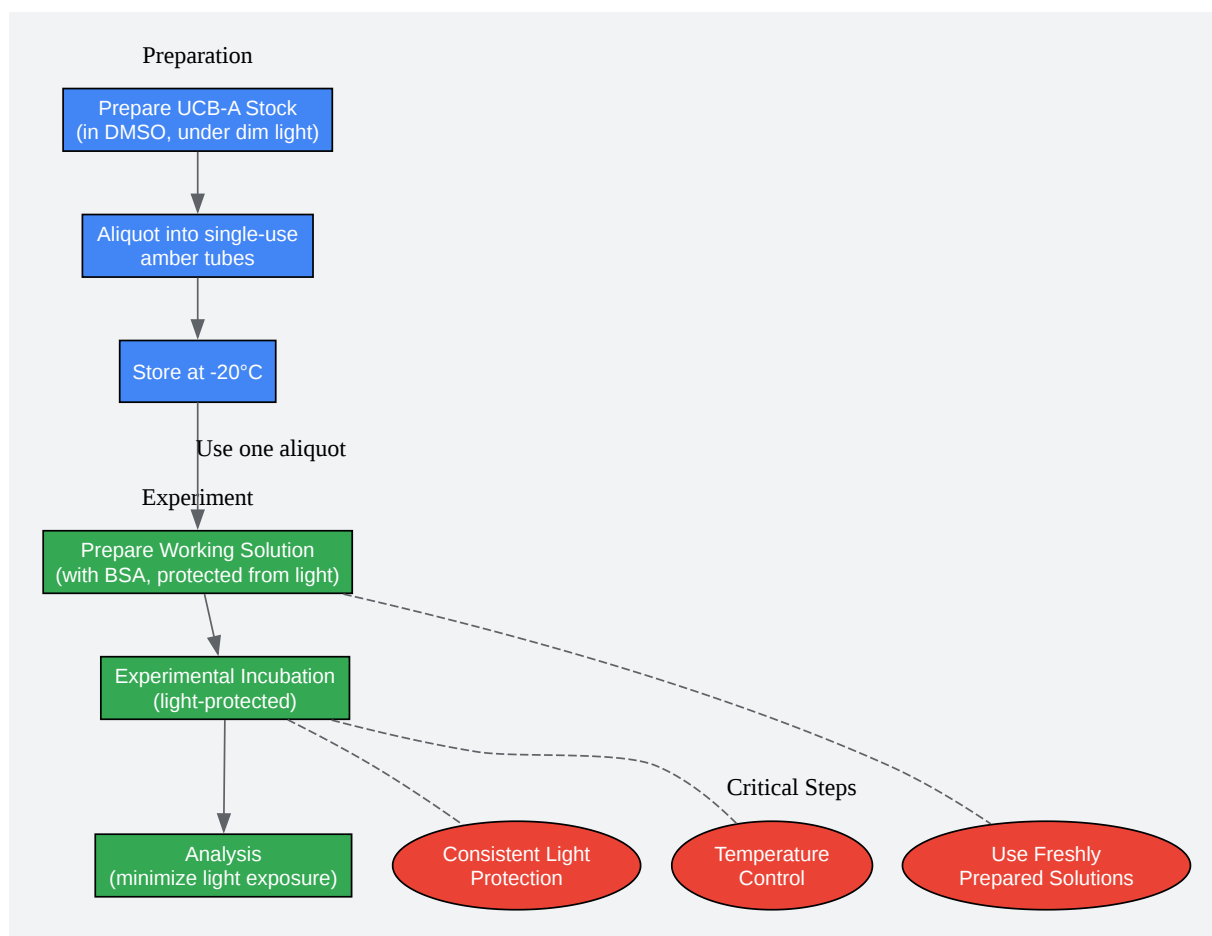 Preparation
Prepare UCB-A Stock
(in DMSO, under dim light)
Aliquot into single-use
amber tubes
Store at -20°C
Use one aliquot
Experiment
Prepare Working Solution
(with BSA, protected from light)
Experimental Incubation
(light-protected)
Critical Steps
Analysis
(minimize light exposure)
Consistent Light
Protection
Temperature
Control
Use Freshly
Prepared Solutions